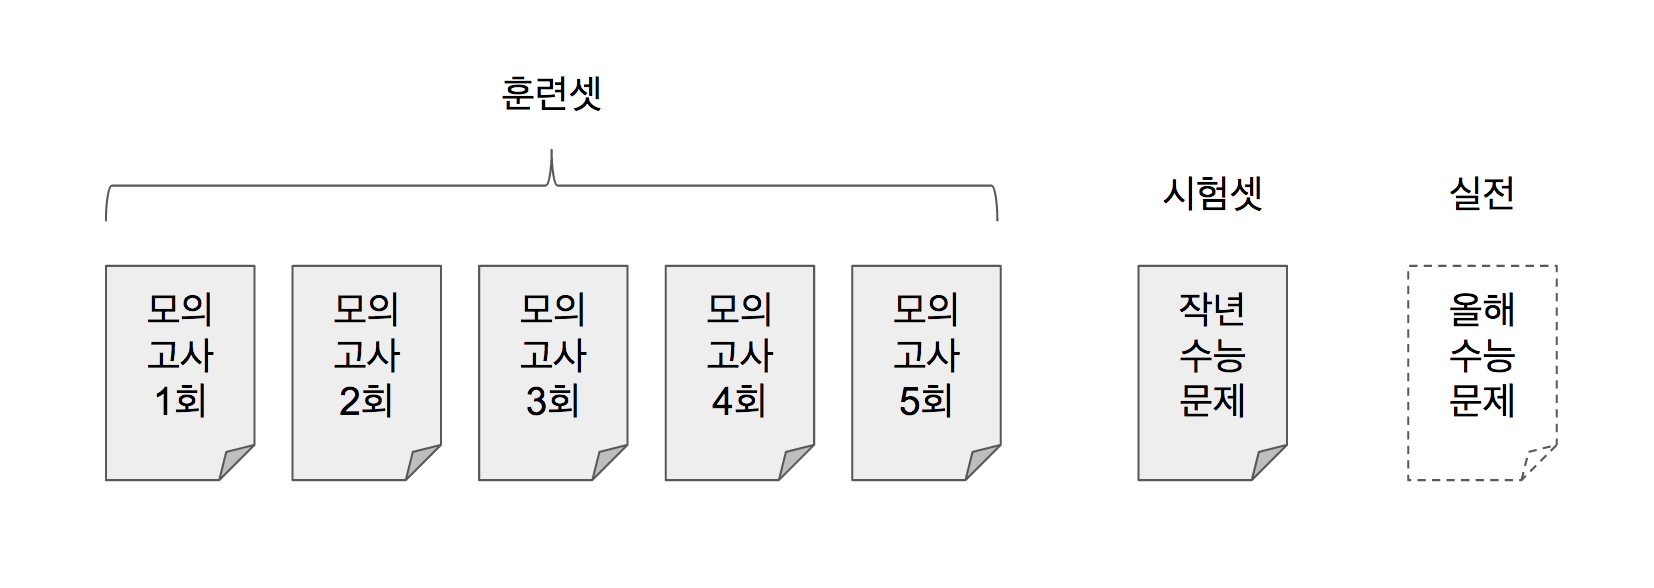 훈련셋
시험셋
실전
모의
고사
1회
모의
고사
2회
모의
고사
3회
모의
고사
4회
모의
고사
5회
작년
수능
문제
올해
수능
문제